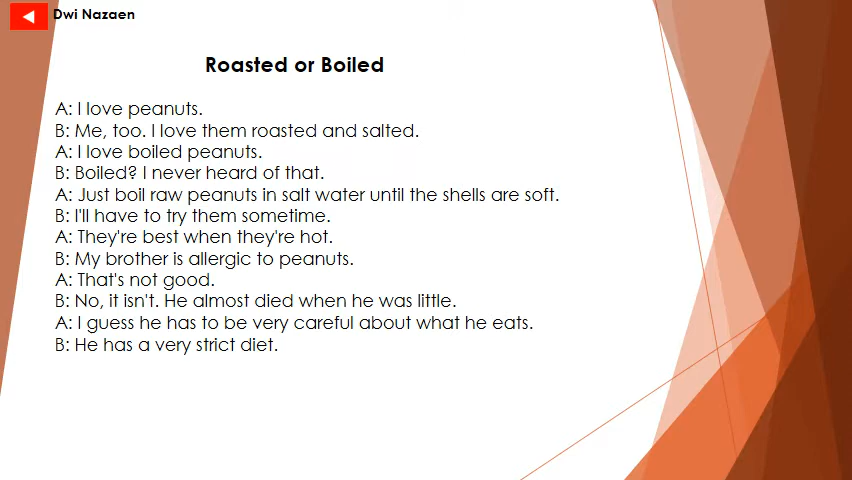 Dwi Nazaen
Roasted or Boiled
A: I love peanuts.
B: Me, too. I love them roasted and salted.
A: I love boiled peanuts.
B: Boiled? I never heard of that.
A: Just boil raw peanuts in salt water until the shells are soft.
B: I'll have to try them sometime.
A: They're best when they're hot.
B: My brother is allergic to peanuts.
A: That's not good.
B: No, it isn't. He almost died when he was little.
A: I guess he has to be very careful about what he eats.
B: He has a very strict diet.